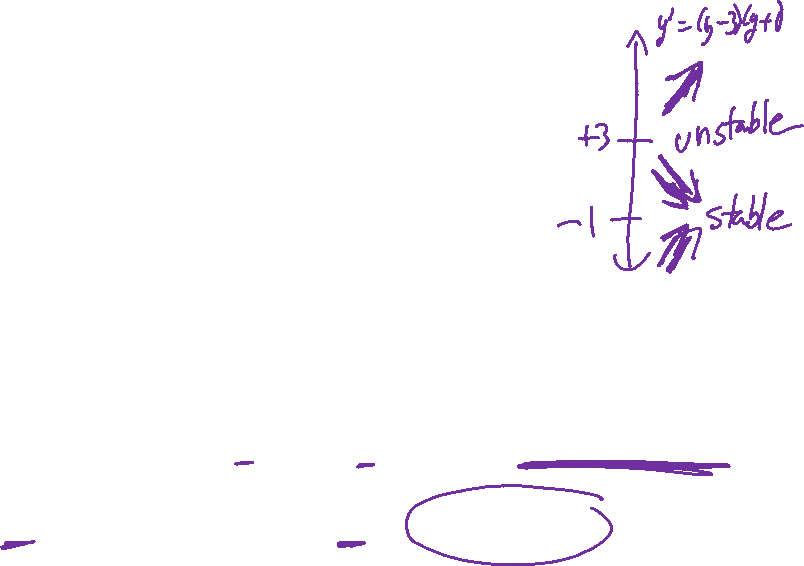 y' = (y-3)(y+1)
+3 unstable
-1 stable